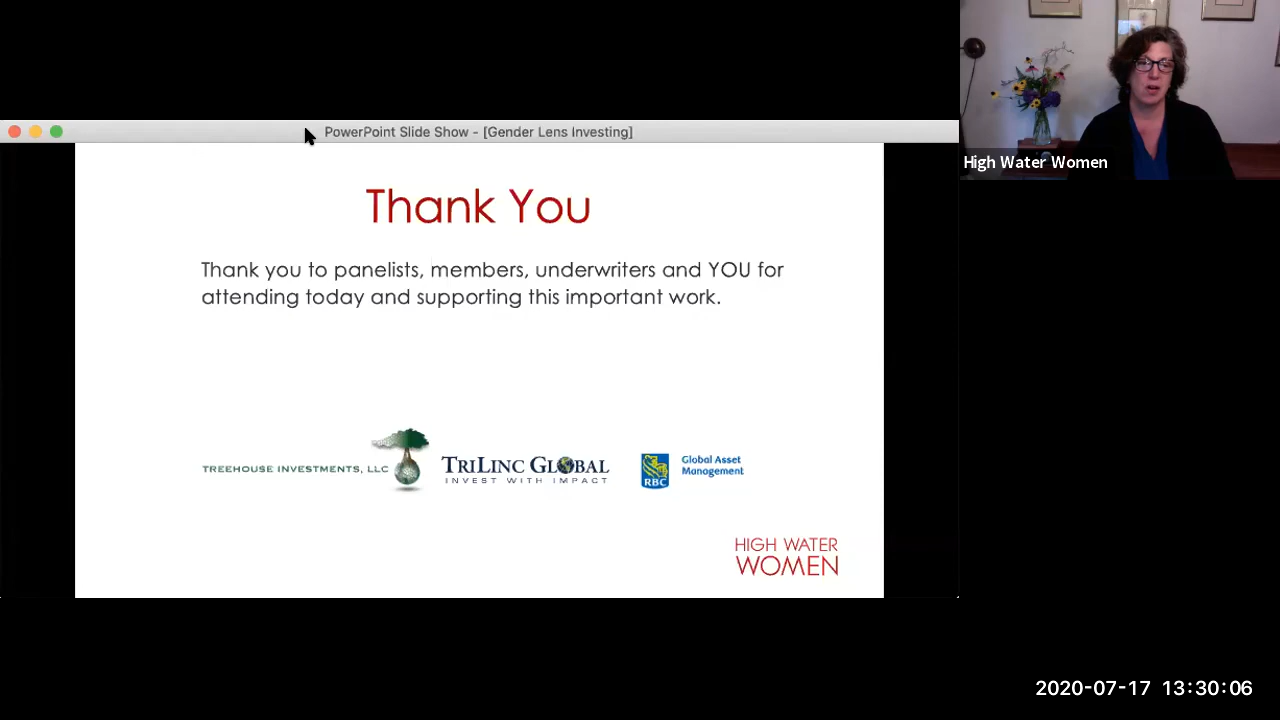 PowerPoint Slide Show - [Gender Lens Investing]
High Water Women
Thank You
Thank you to panelists, members, underwriters and YOU for
attending today and supporting this important work.
TREEHOUSE INVESTMENTS, LLC
TRILINC GLOBAL
INVEST WITH IMPACT
RBC
Global Asset
Management
HIGH WATER
WOMEN
2020-07-17 13:30:06